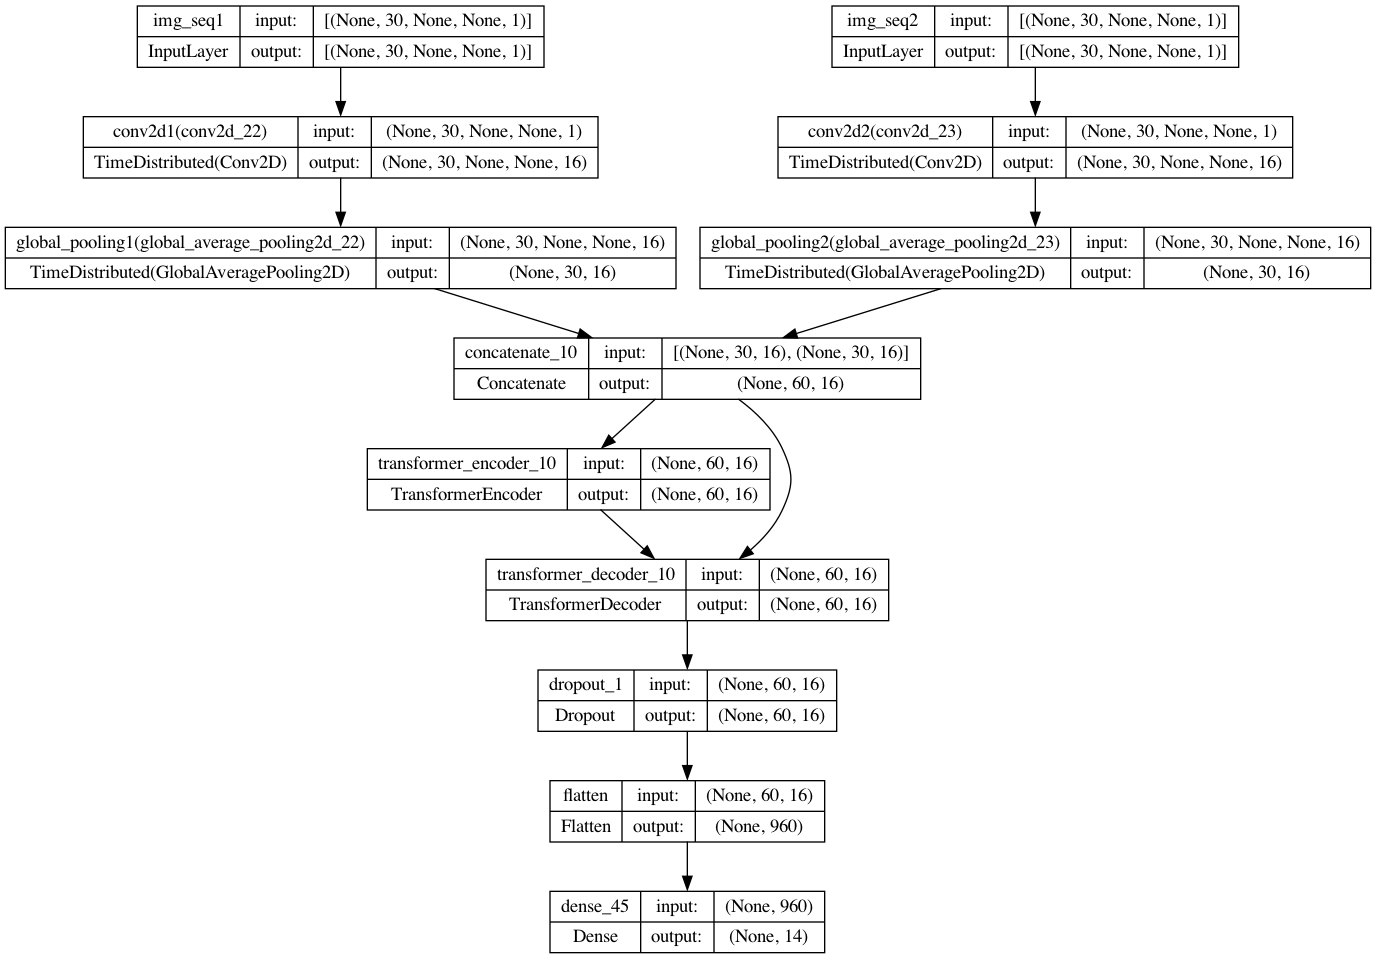 img_seq1 input: [(None, 30, None, None, 1)]
InputLayer output: [(None, 30, None, None, 1)]
img_seq2 input: [(None, 30, None, None, 1)]
InputLayer output: [(None, 30, None, None, 1)]
conv2d1(conv2d_22) input: (None, 30, None, None, 1)
TimeDistributed(Conv2D) output: (None, 30, None, None, 16)
conv2d2(conv2d_23) input: (None, 30, None, None, 1)
TimeDistributed(Conv2D) output: (None, 30, None, None, 16)
global_pooling1(global_average_pooling2d_22) input: (None, 30, None, None, 16)
TimeDistributed(GlobalAveragePooling2D) output: (None, 30, 16)
global_pooling2(global_average_pooling2d_23) input: (None, 30, None, None, 16)
TimeDistributed(GlobalAveragePooling2D) output: (None, 30, 16)
concatenate_10 input: [(None, 30, 16), (None, 30, 16)]
Concatenate output: (None, 60, 16)
transformer_encoder_10 input: (None, 60, 16)
TransformerEncoder output: (None, 60, 16)
transformer_decoder_10 input: (None, 60, 16)
TransformerDecoder output: (None, 60, 16)
dropout_1 input: (None, 60, 16)
Dropout output: (None, 60, 16)
flatten input: (None, 60, 16)
Flatten output: (None, 960)
dense_45 input: (None, 960)
Dense output: (None, 14)